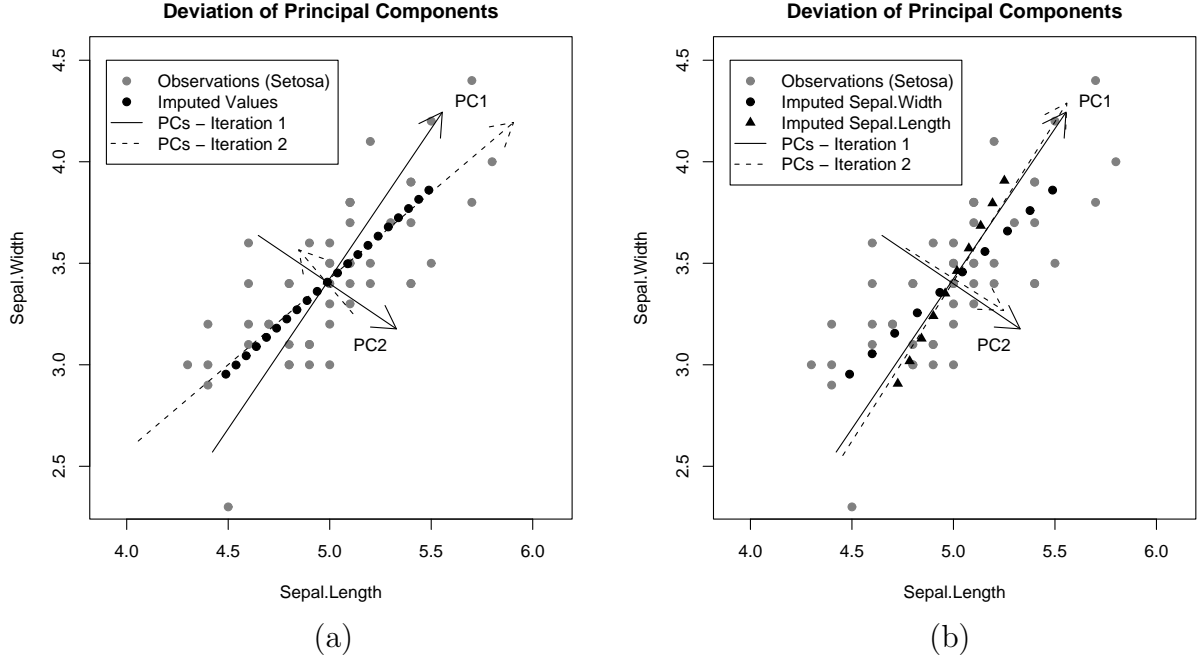 Deviation of Principal Components
4.5
4.0
3.5
3.0
2.5
Sepal.Width
Observations (Setosa)
Imputed Values
PCs − Iteration 1
PCs − Iteration 2
PC1
PC2
4.0 4.5 5.0 5.5 6.0
Sepal.Length
(a)
Deviation of Principal Components
4.5
4.0
3.5
3.0
2.5
Sepal.Width
Observations (Setosa)
Imputed Sepal.Width
Imputed Sepal.Length
PCs − Iteration 1
PCs − Iteration 2
PC1
PC2
4.0 4.5 5.0 5.5 6.0
Sepal.Length
(b)